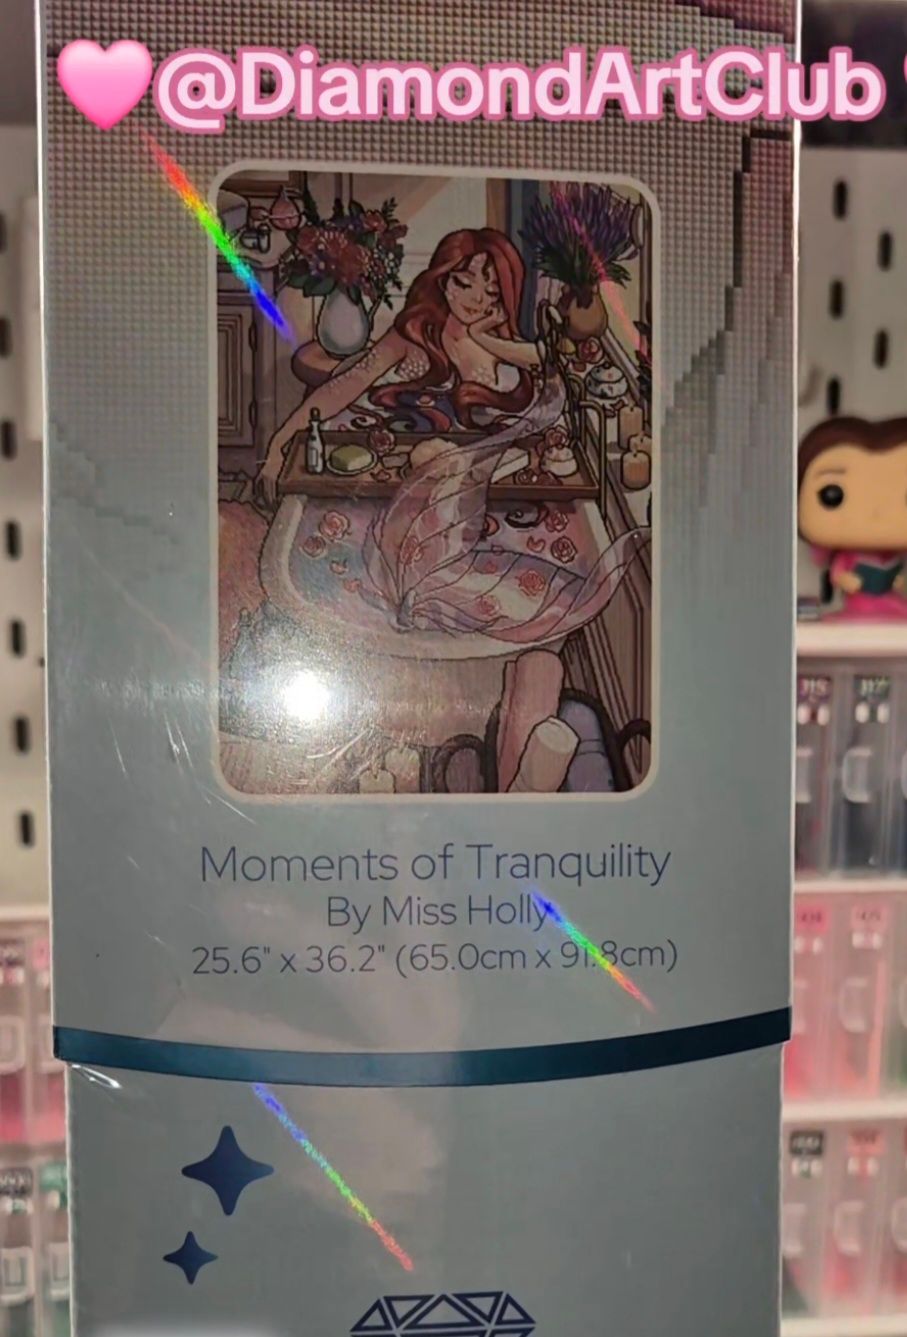 🩷@DiamondArtClub
Moments of Tranquility
By Miss Holly
25.6" x 36.2" (65.0cm x 91.8cm)